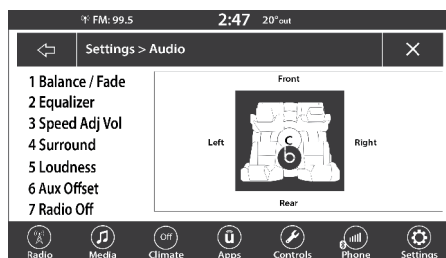 FM: 99.5 2:47 20°out
Settings > Audio
1 Balance / Fade
2 Equalizer
3 Speed Adj Vol
4 Surround
5 Loudness
6 Aux Offset
7 Radio Off
Front
Left
C
b
Right
Rear
Off
ū
Radio Media Climate Apps Controls Phone Settings